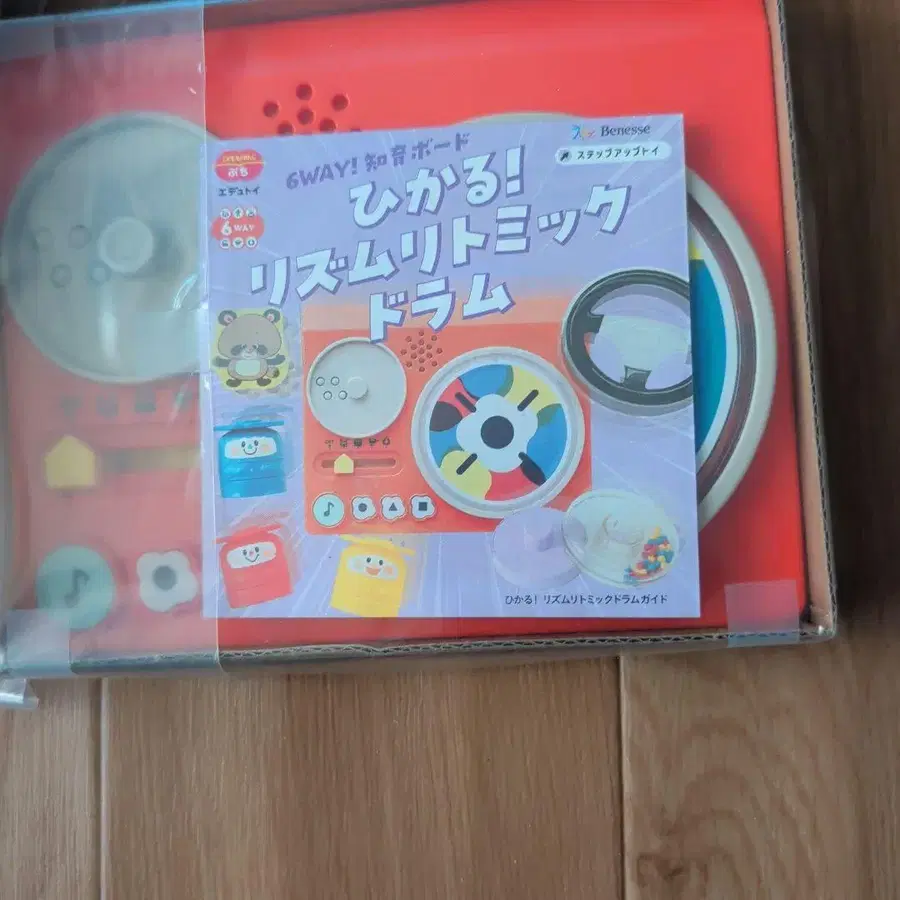 Benesse
ステップアップトイ
ぷち
エデュトイ
6WAY
6WAY! 知育ボード
ひかる!
リズムリトミック
ドラム
ひかる! リズムリトミックドラムガイド